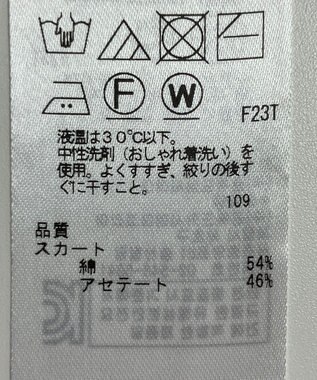 F W
F23T
液温は30℃以下。
中性洗剤（おしゃれ着洗い）を
使用。よくすすぎ、絞りの後す
ぐに干すこと。
109
品質
スカート
綿 54%
アセテート 46%